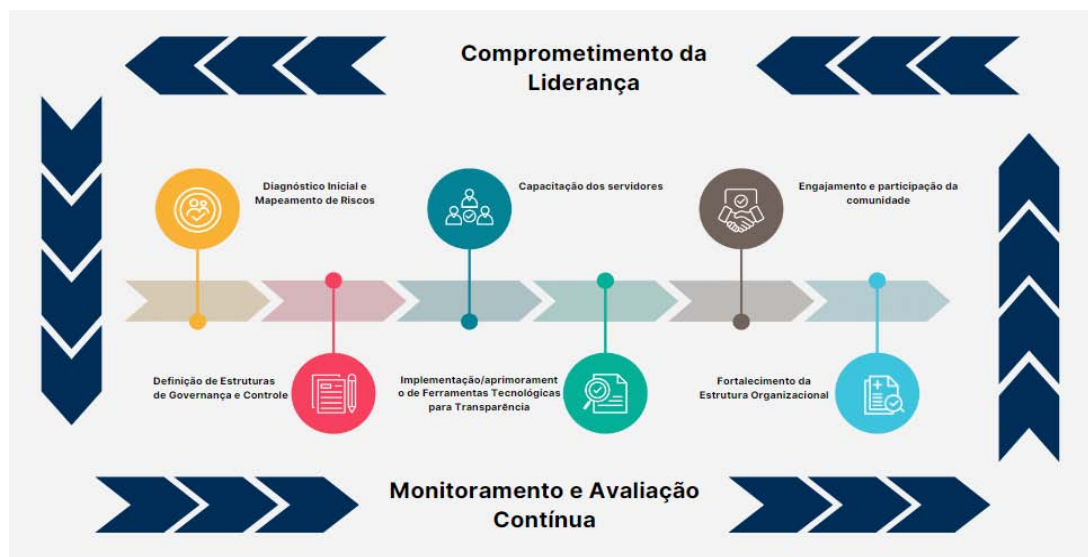 Comprometimento da
Liderança
Diagnóstico Inicial e
Mapeamento de Riscos
Capacitação dos servidores
Engajamento e participação da
comunidade
Definição de Estruturas
de Governança e Controle
Implementação/aprimorament
o de Ferramentas Tecnológicas
para Transparência
Fortalecimento da
Estrutura Organizacional
Monitoramento e Avaliação
Contínua